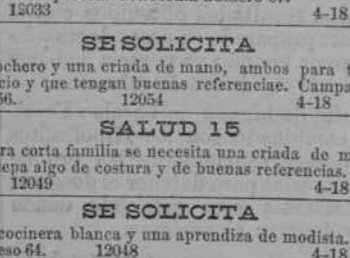 12033 4-18
SE SOLICITA
ochero y una criada de mano, ambos para
cio y que tengan buenas referenciae. Campa
56. 12054 4-18
SALUD 15
ra corta familia se necesita una criada de
epa algo de costura y de buenas referencias.
12049 4-18
SE SOLICITA
cocinera blanca y una aprendiza de modista.
eso 64. 12048 4-18